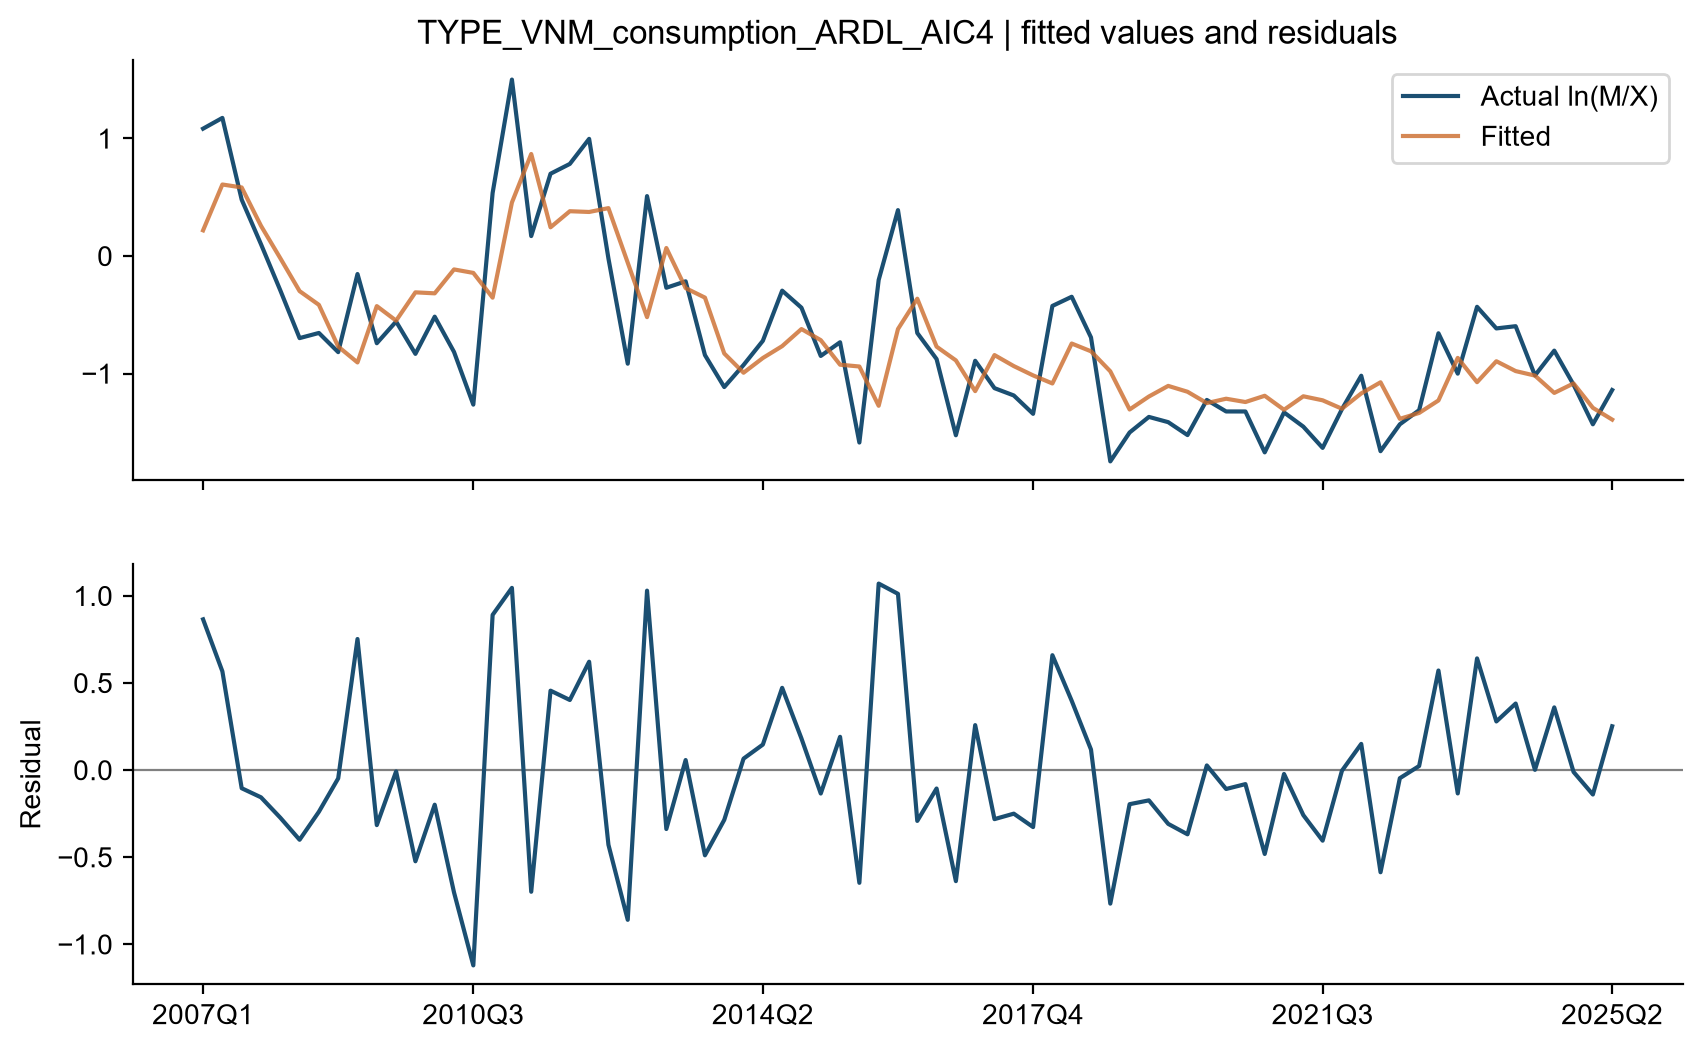 TYPE_VNM_consumption_ARDL_AIC4 | fitted values and residuals
Actual ln(M/X)
Fitted
1
0
−1
Residual
1.0
0.5
0.0
−0.5
−1.0
2007Q1
2010Q3
2014Q2
2017Q4
2021Q3
2025Q2